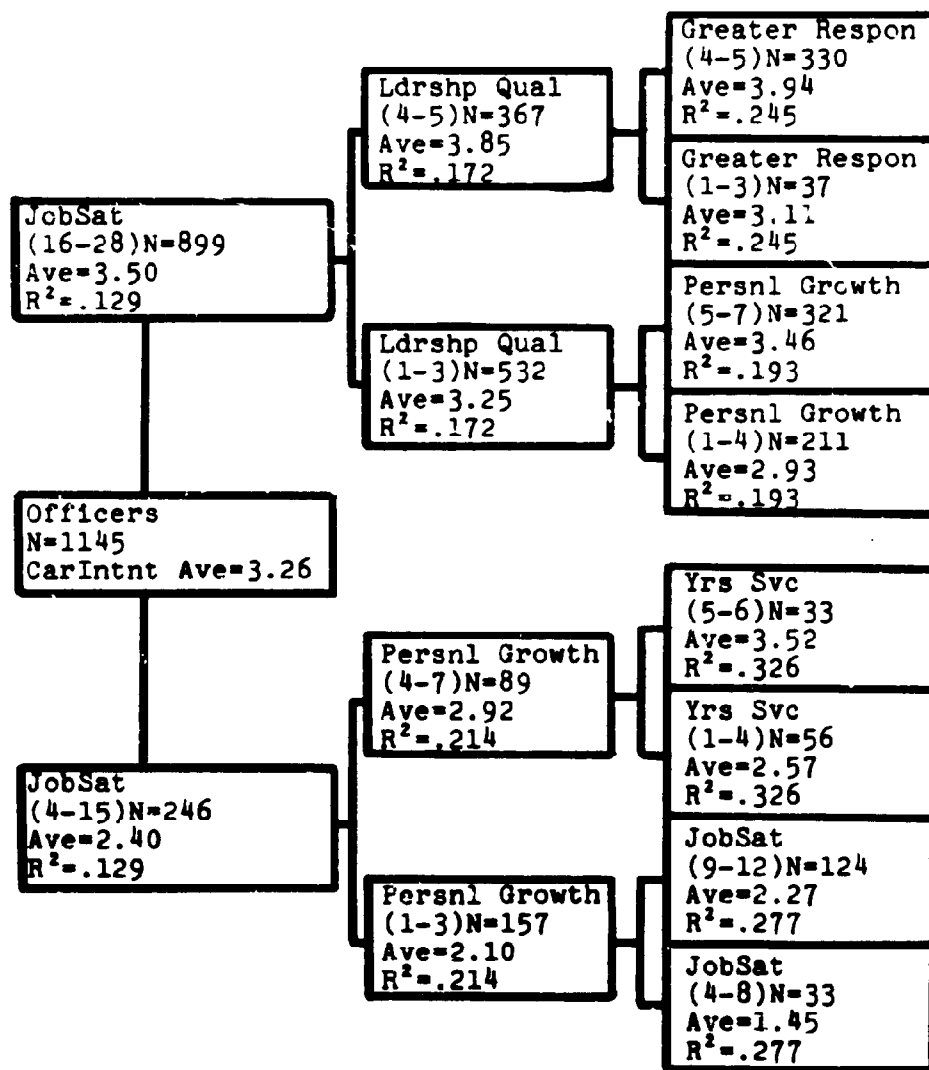 JobSat
(16-28)N=899
Ave=3.50
R²=.129
Officers
N=1145
CarIntnt Ave=3.26
JobSat
(4-15)N=246
Ave=2.40
R²=.129
Ldrshp Qual
(4-5)N=367
Ave=3.85
R²=.172
Ldrshp Qual
(1-3)N=532
Ave=3.25
R²=.172
Persnl Growth
(4-7)N=89
Ave=2.92
R²=.214
Persnl Growth
(1-3)N=157
Ave=2.10
R²=.214
Greater Respon
(4-5)N=330
Ave=3.94
R²=.245
Greater Respon
(1-3)N=37
Ave=3.11
R²=.245
Persnl Growth
(5-7)N=321
Ave=3.46
R²=.193
Persnl Growth
(1-4)N=211
Ave=2.93
R²=.193
Yrs Svc
(5-6)N=33
Ave=3.52
R²=.326
Yrs Svc
(1-4)N=56
Ave=2.57
R²=.326
JobSat
(9-12)N=124
Ave=2.27
R²=.277
JobSat
(4-8)N=33
Ave=1.45
R²=.277